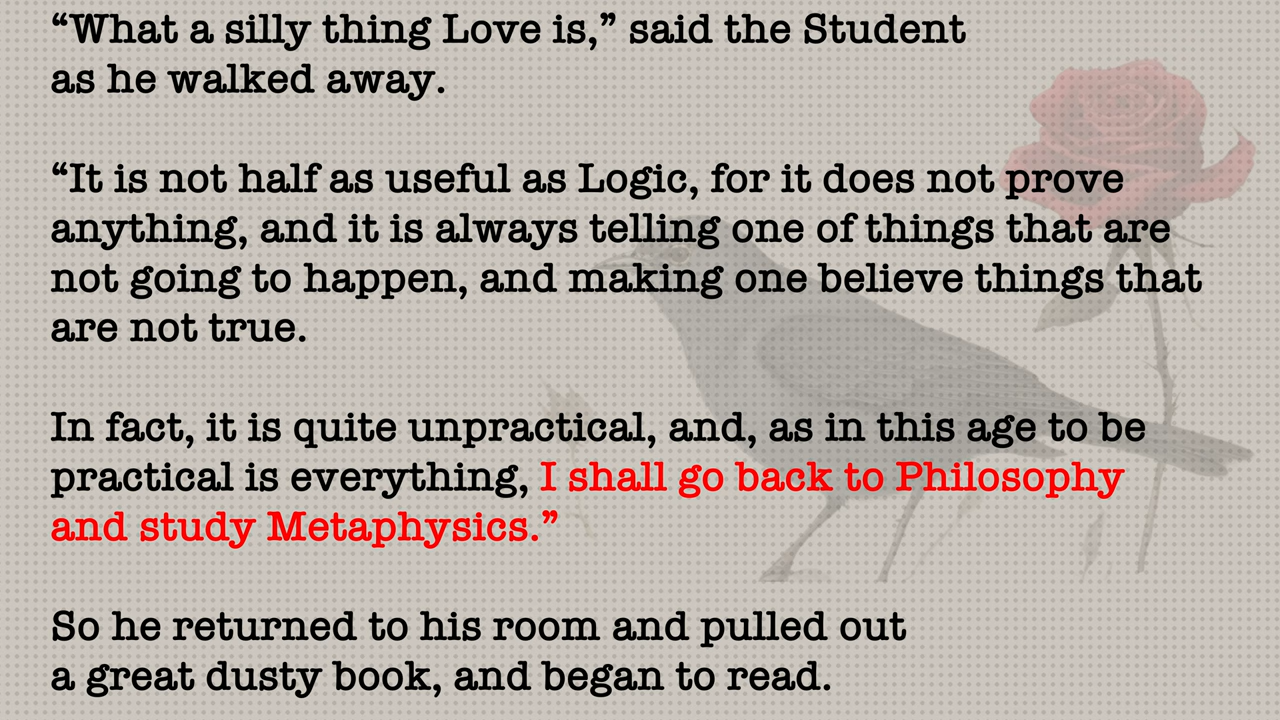 “What a silly thing Love is,” said the Student
as he walked away.
“It is not half as useful as Logic, for it does not prove
anything, and it is always telling one of things that are
not going to happen, and making one believe things that
are not true.
In fact, it is quite unpractical, and, as in this age to be
practical is everything, I shall go back to Philosophy
and study Metaphysics.”
So he returned to his room and pulled out
a great dusty book, and began to read.